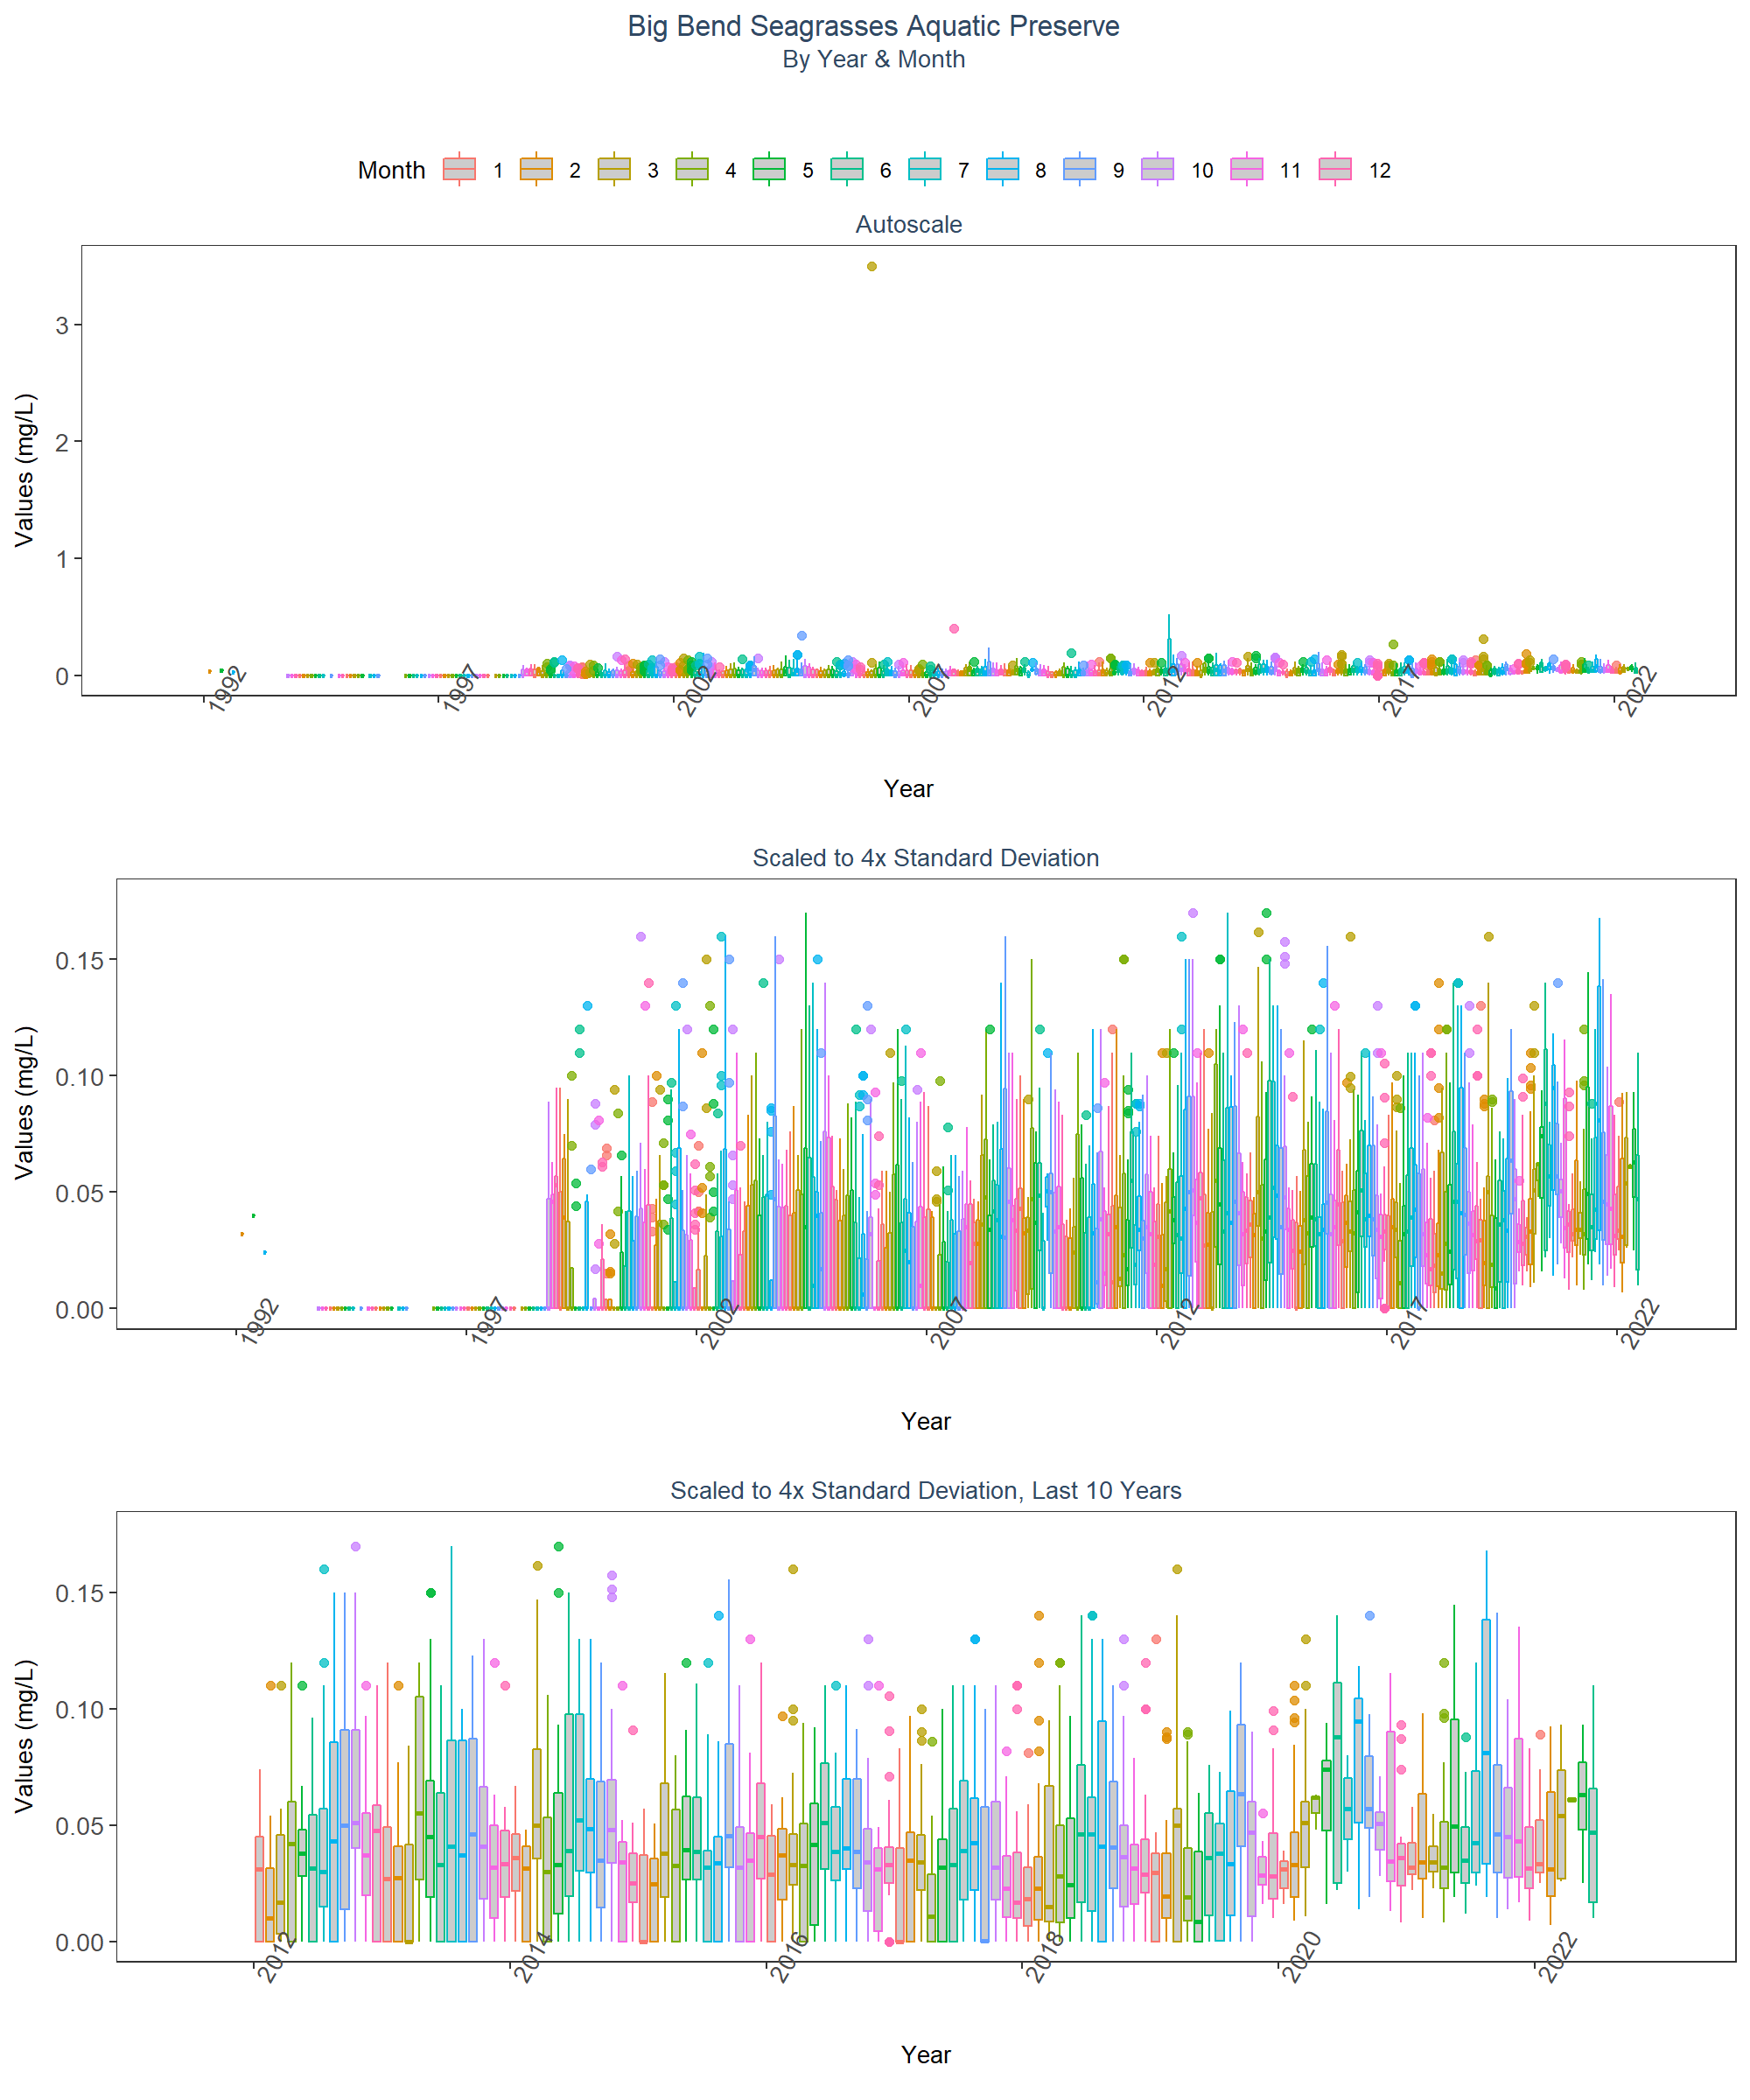 Big Bend Seagrasses Aquatic Preserve
By Year & Month
Month 1 2 3 4 5 6 7 8 9 10 11 12
Autoscale
Values (mg/L)
3
2
1
0
1992 1997 2002 2007 2012 2017 2022
Year
Scaled to 4x Standard Deviation
Values (mg/L)
0.15
0.10
0.05
0.00
1992 1997 2002 2007 2012 2017 2022
Year
Scaled to 4x Standard Deviation, Last 10 Years
Values (mg/L)
0.15
0.10
0.05
0.00
2012 2014 2016 2018 2020 2022
Year